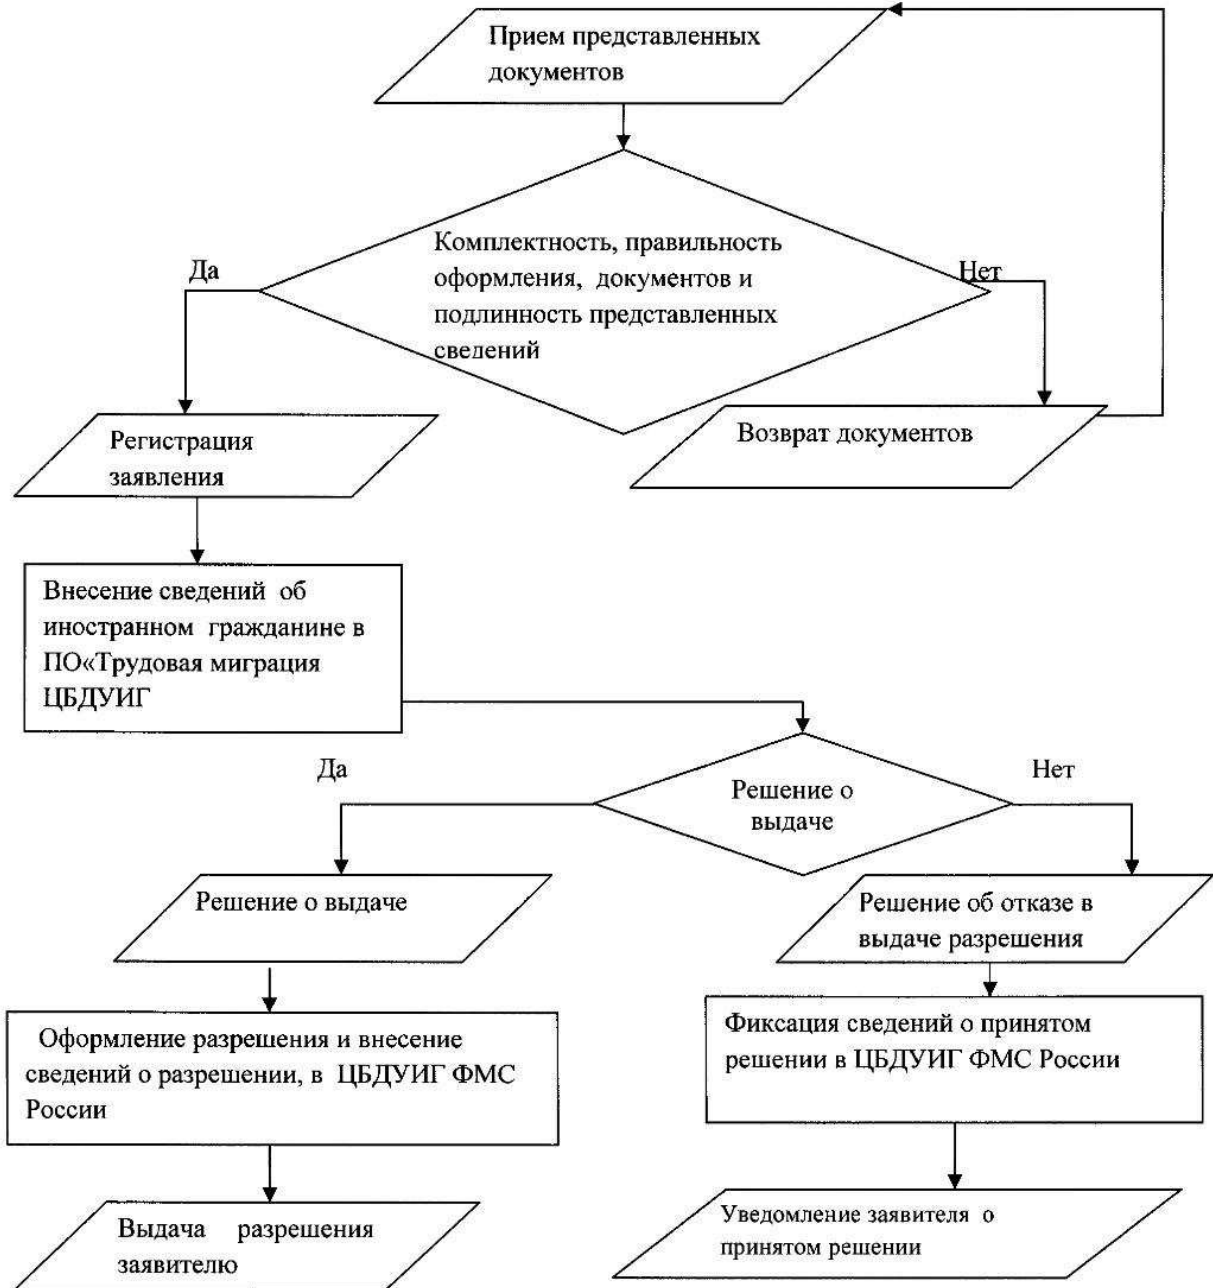 Прием представленных
документов
Комплектность, правильность
оформления, документов и
подлинность представленных
сведений
Да
Нет
Регистрация
заявления
Возврат документов
Внесение сведений об
иностранном гражданине в
ПО«Трудовая миграция
ЦБДУИГ
Решение о
выдаче
Да
Нет
Решение о выдаче
Решение об отказе в
выдаче разрешения
Оформление разрешения и внесение
сведений о разрешении, в ЦБДУИГ ФМС
России
Фиксация сведений о принятом
решении в ЦБДУИГ ФМС России
Выдача разрешения
заявителю
Уведомление заявителя о
принятом решении